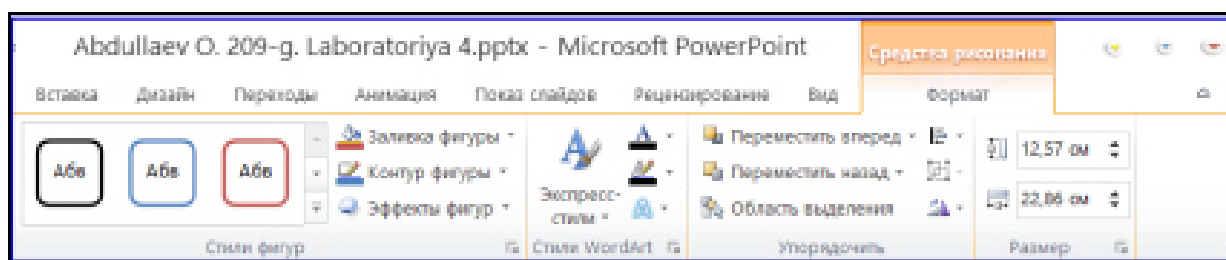 Abdullaev O. 209-g. Laboratoriya 4.pptx - Microsoft PowerPoint
Средства рисования
Вставка Дизайн Переходы Анимация Показ слайдов Рецензирование Вид Формат
Абв Абв Абв
Заливка фигуры
Контур фигуры
Эффекты фигур
Экспресс-
стили
Переместить вперед
Переместить назад
Область выделения
12,57 см
22,86 см
Стили фигур Стили WordArt Упорядочить Размер